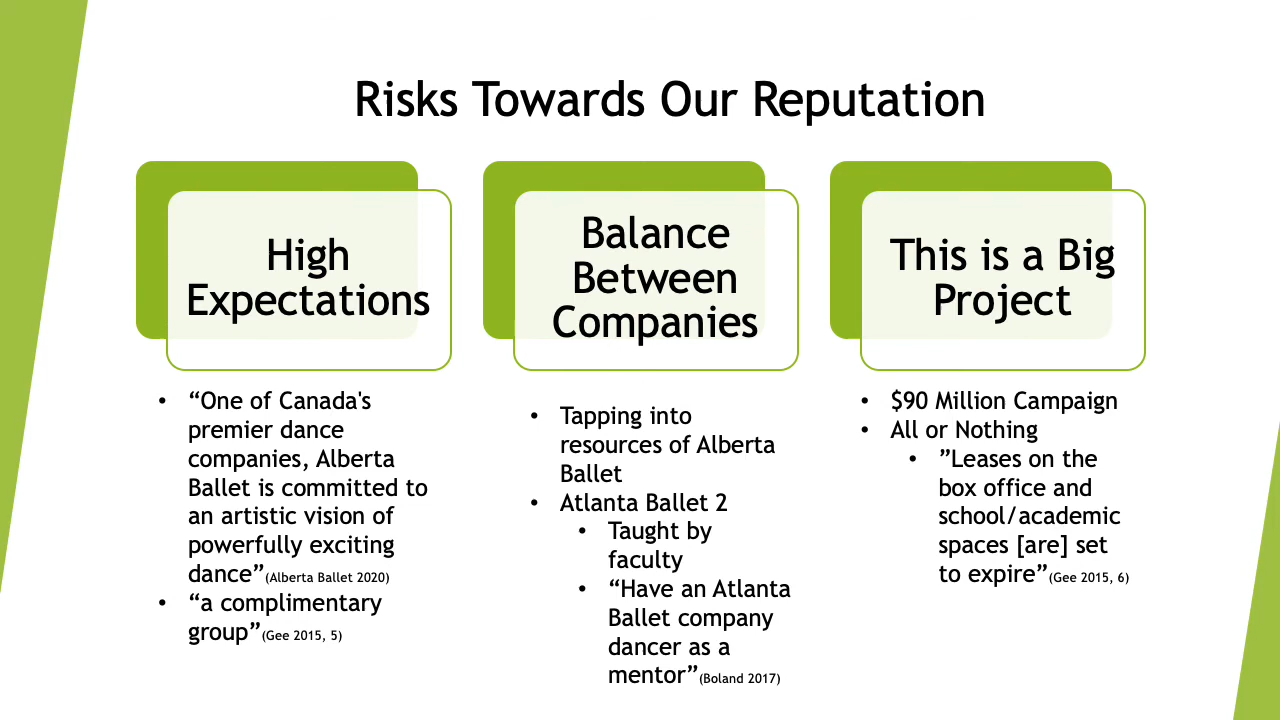 Risks Towards Our Reputation
High
Expectations
• “One of Canada's
premier dance
companies, Alberta
Ballet is committed to
an artistic vision of
powerfully exciting
dance”(Alberta Ballet 2020)
• “a complimentary
group”(Gee 2015, 5)
Balance
Between
Companies
• Tapping into
resources of Alberta
Ballet
• Atlanta Ballet 2
• Taught by
faculty
• “Have an Atlanta
Ballet company
dancer as a
mentor”(Boland 2017)
This is a Big
Project
• $90 Million Campaign
• All or Nothing
• ”Leases on the
box office and
school/academic
spaces [are] set
to expire”(Gee 2015, 6)